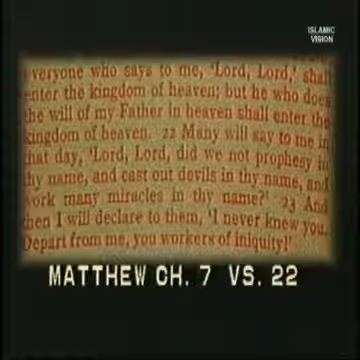 ISLAMIC
VISION
everyone who says to me, 'Lord, Lord,' shall
enter the kingdom of heaven; but he who does
the will of my Father in heaven shall enter the
kingdom of heaven. 22 Many will say to me in
that day, 'Lord, Lord, did we not prophesy in
thy name, and cast out devils in thy name, and
work many miracles in thy name?' 23 And
then I will declare to them, 'I never knew you.
Depart from me, you workers of iniquity!'
MATTHEW CH. 7 VS. 22